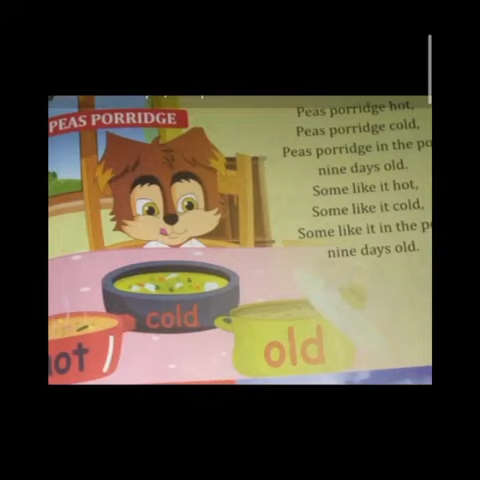 PEAS PORRIDGE
Peas porridge hot,
Peas porridge cold,
Peas porridge in the
nine days old.
Some like it hot,
Some like it cold,
Some like it in the
nine days old.
cold
old